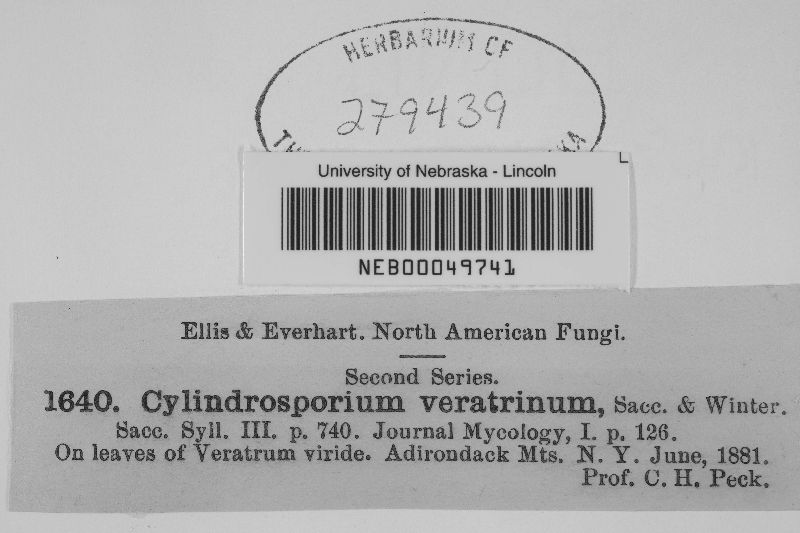 HERBARIUM OF
279439
University of Nebraska - Lincoln
NEB00049741
Ellis & Everhart. North American Fungi.
Second Series.
1640. Cylindrosporium veratrinum, Sacc. & Winter.
Sacc. Syll. III. p. 740. Journal Mycology, I. p. 126.
On leaves of Veratrum viride. Adirondack Mts. N. Y. June, 1881.
Prof. C. H. Peck.